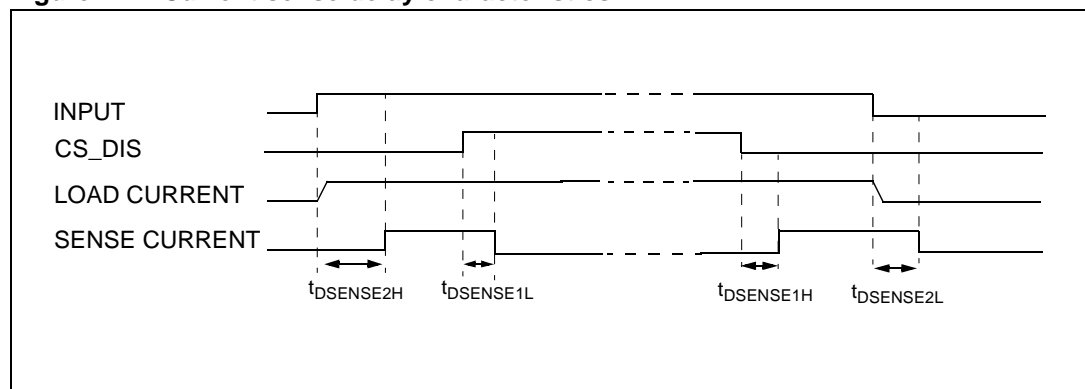 INPUT
CS_DIS
LOAD CURRENT
SENSE CURRENT
tDSENSE2H
tDSENSE1L
tDSENSE1H
tDSENSE2L